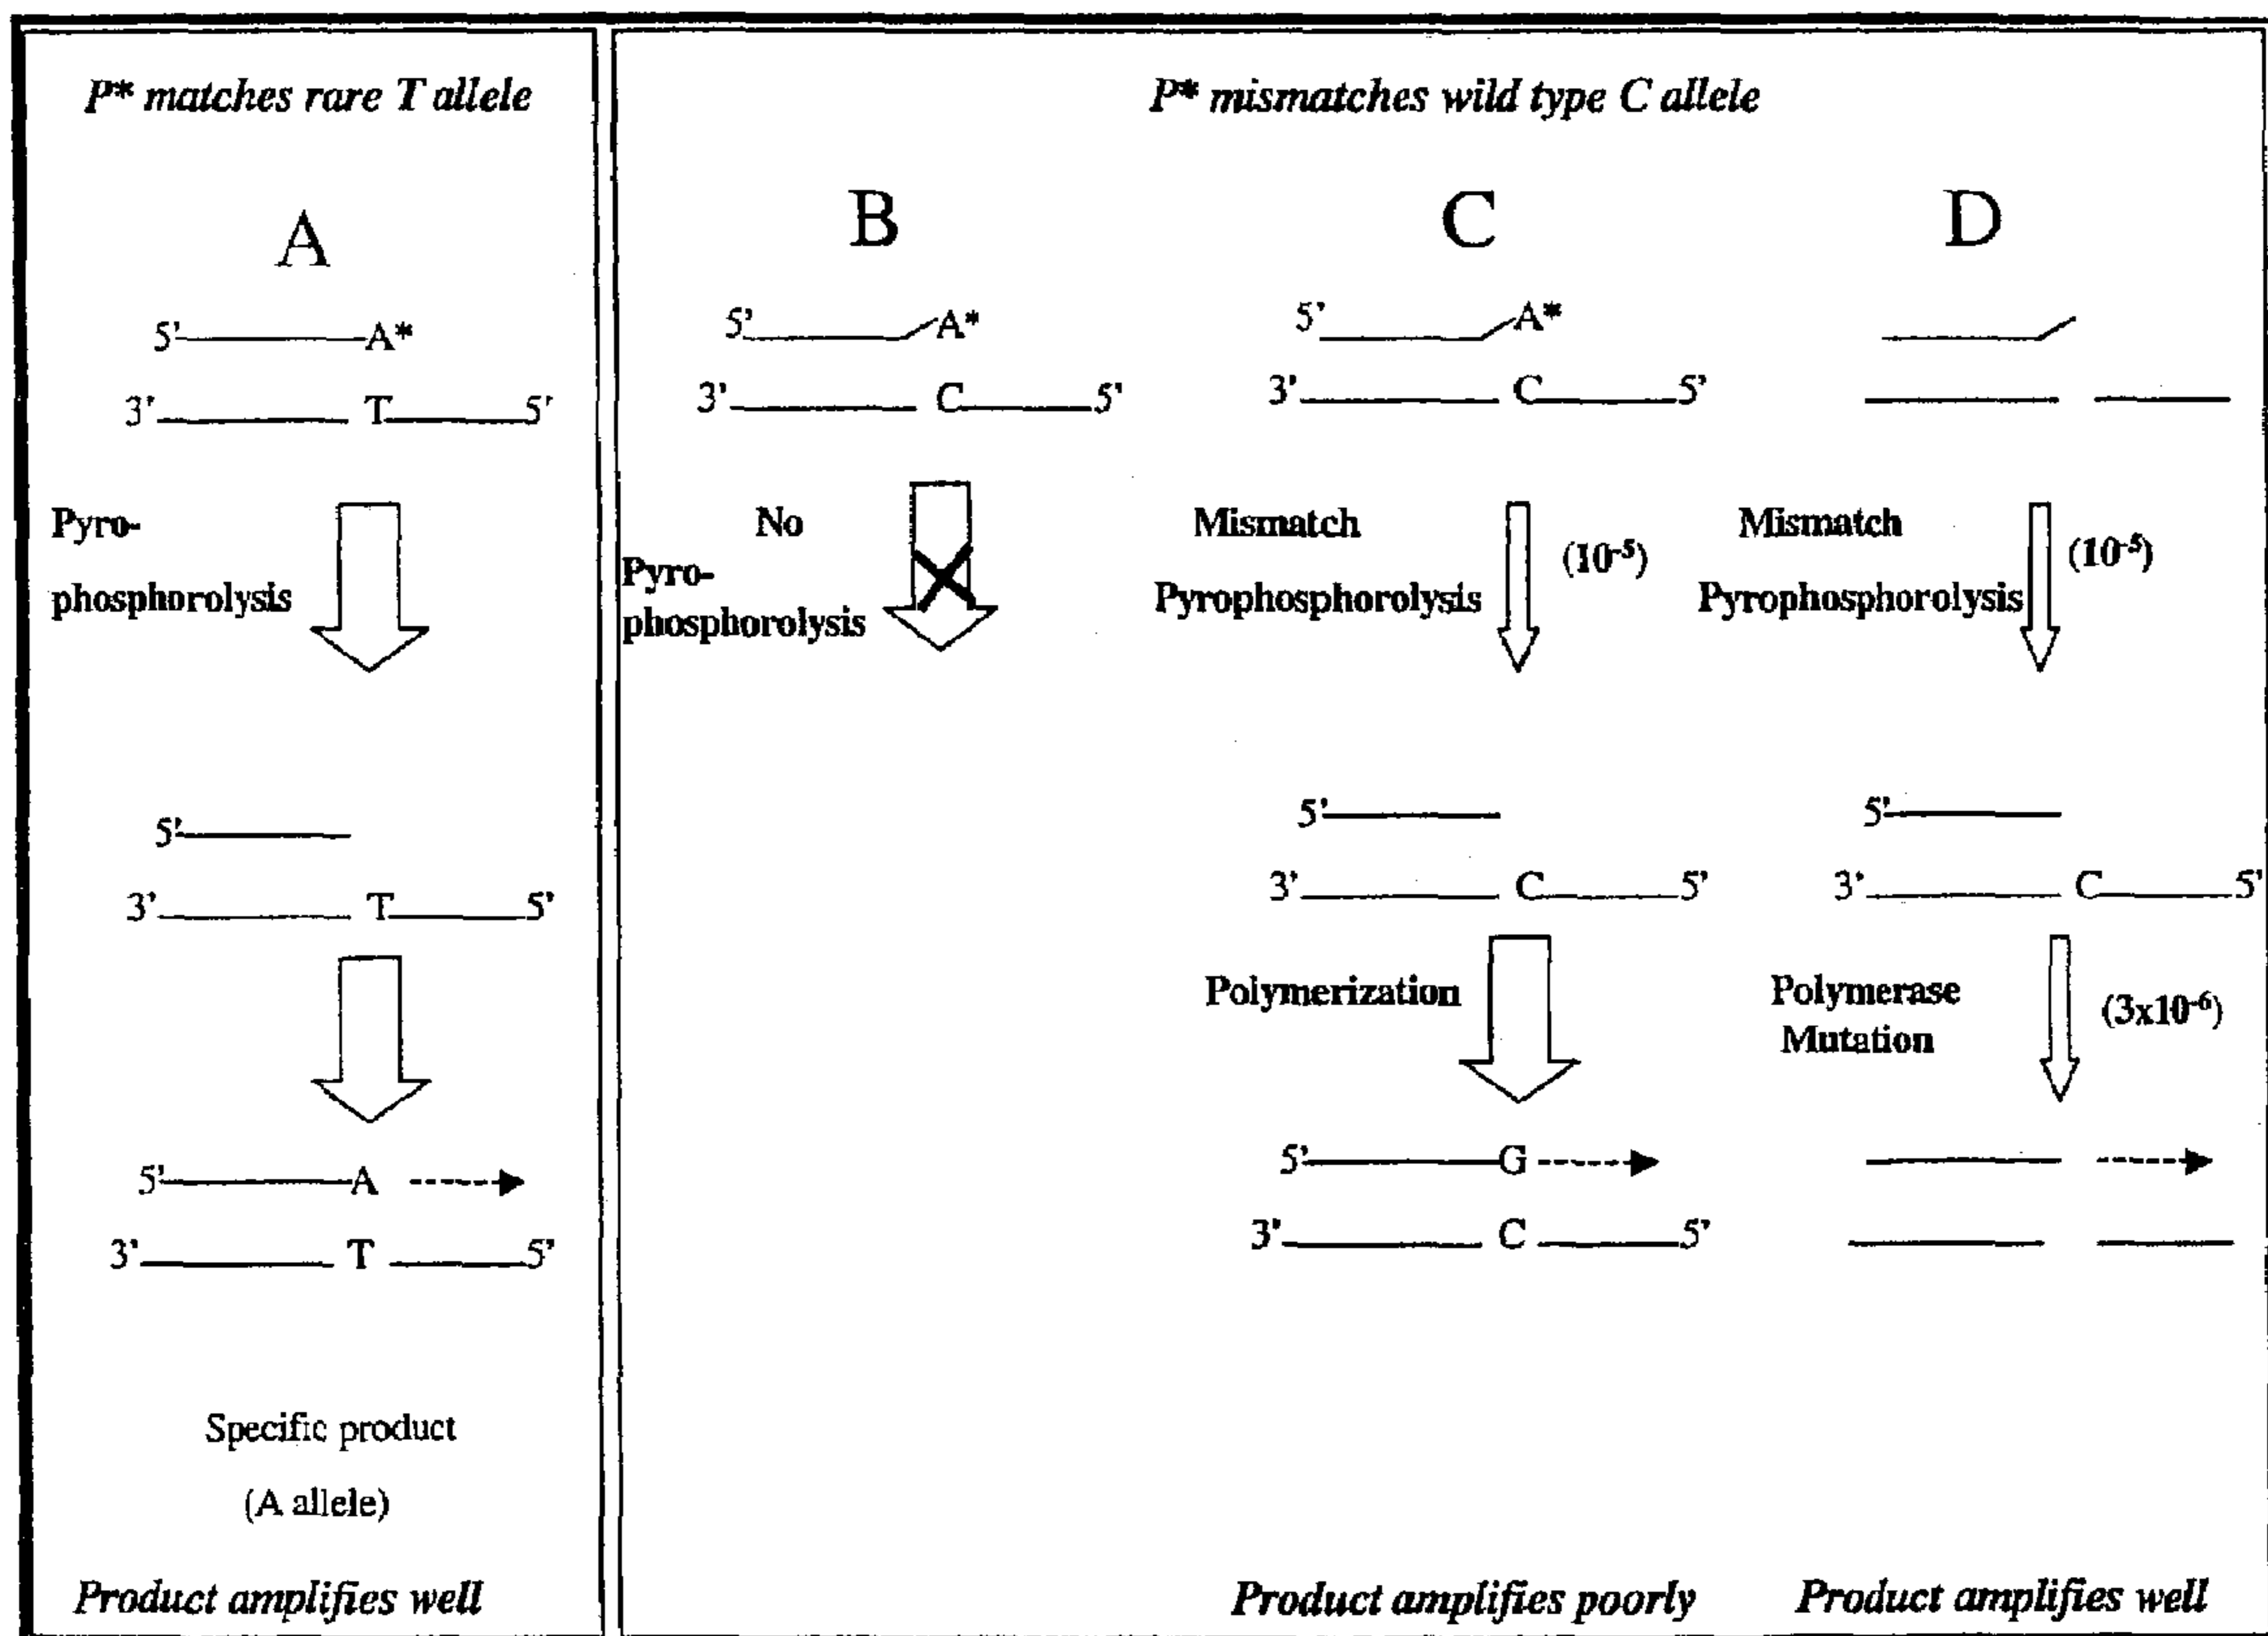 P* matches rare T allele
P* mismatches wild type C allele
A
5' A*
3' T 5'
Pyro-
phosphorolysis
5'
3' T 5'
5' A
3' T 5'
Specific product
(A allele)
Product amplifies well
B
5' A*
3' C 5'
No
Pyro-
phosphorolysis
C
5' A*
3' C 5'
Mismatch
Pyrophosphorolysis
(10⁻⁵)
5'
3' C 5'
Polymerization
5' G
3' C 5'
Product amplifies poorly
D
Mismatch
Pyrophosphorolysis
(10⁻⁵)
5'
3' C 5'
Polymerase
Mutation
(3x10⁻⁶)
Product amplifies well